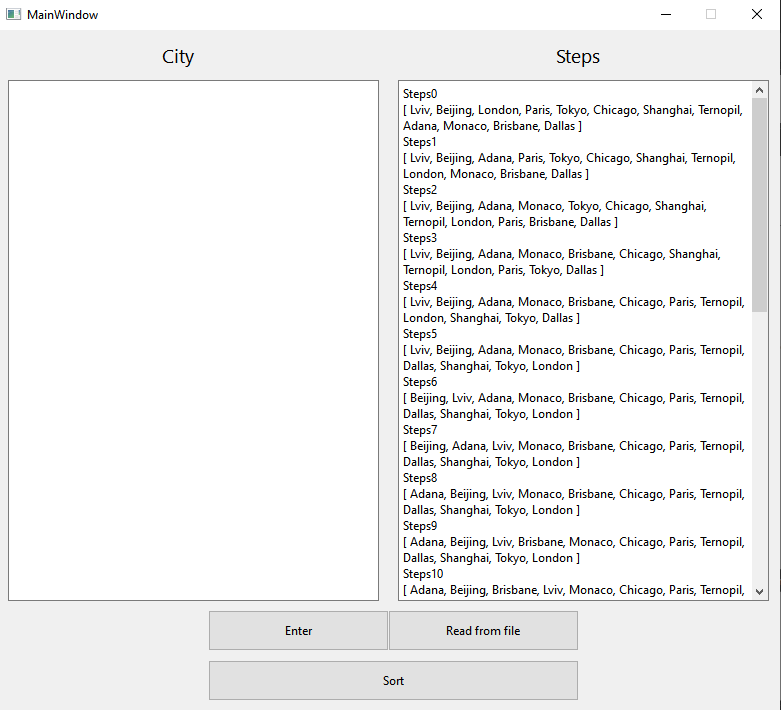 MainWindow
City
Steps
Steps0
[ Lviv, Beijing, London, Paris, Tokyo, Chicago, Shanghai, Ternopil,
Adana, Monaco, Brisbane, Dallas ]
Steps1
[ Lviv, Beijing, Adana, Paris, Tokyo, Chicago, Shanghai, Ternopil,
London, Monaco, Brisbane, Dallas ]
Steps2
[ Lviv, Beijing, Adana, Monaco, Tokyo, Chicago, Shanghai,
Ternopil, London, Paris, Brisbane, Dallas ]
Steps3
[ Lviv, Beijing, Adana, Monaco, Brisbane, Chicago, Shanghai,
Ternopil, London, Paris, Tokyo, Dallas ]
Steps4
[ Lviv, Beijing, Adana, Monaco, Brisbane, Chicago, Paris, Ternopil,
London, Shanghai, Tokyo, Dallas ]
Steps5
[ Lviv, Beijing, Adana, Monaco, Brisbane, Chicago, Paris, Ternopil,
Dallas, Shanghai, Tokyo, London ]
Steps6
[ Beijing, Lviv, Adana, Monaco, Brisbane, Chicago, Paris, Ternopil,
Dallas, Shanghai, Tokyo, London ]
Steps7
[ Beijing, Adana, Lviv, Monaco, Brisbane, Chicago, Paris, Ternopil,
Dallas, Shanghai, Tokyo, London ]
Steps8
[ Adana, Beijing, Lviv, Monaco, Brisbane, Chicago, Paris, Ternopil,
Dallas, Shanghai, Tokyo, London ]
Steps9
[ Adana, Beijing, Lviv, Brisbane, Monaco, Chicago, Paris, Ternopil,
Dallas, Shanghai, Tokyo, London ]
Steps10
[ Adana, Beijing, Brisbane, Lviv, Monaco, Chicago, Paris, Ternopil,
Enter
Read from file
Sort